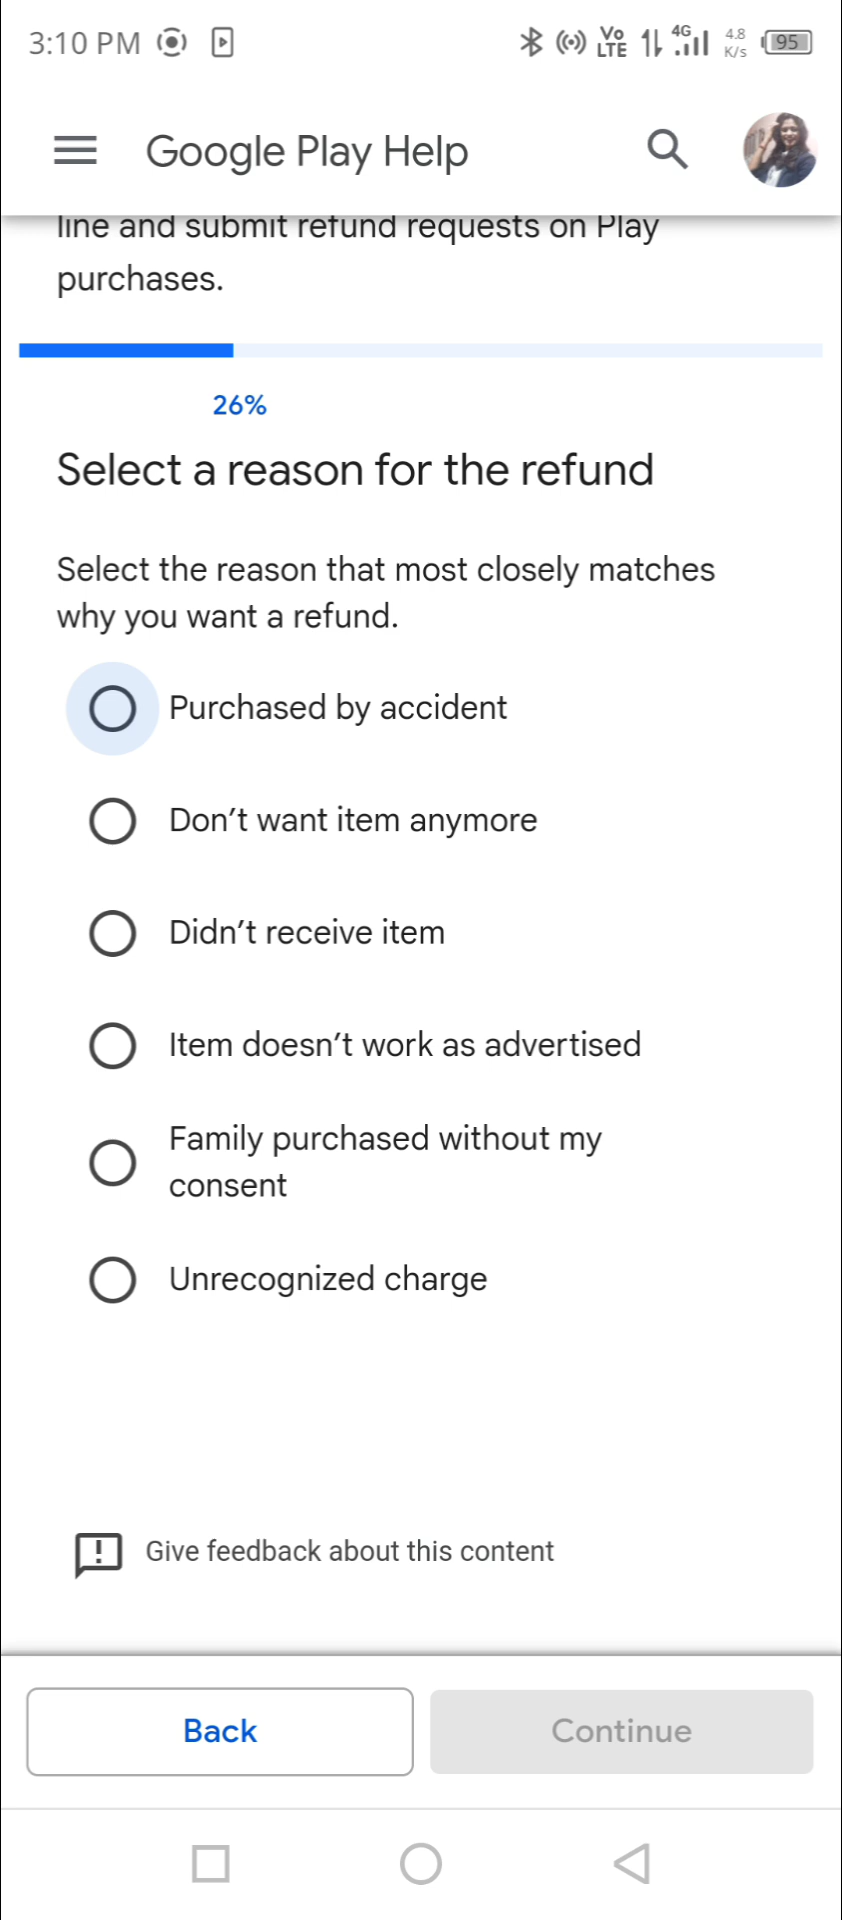 3:10 PM
Vo LTE 4G 4.8 K/s 95
Google Play Help
line and submit refund requests on Play
purchases.
26%
Select a reason for the refund
Select the reason that most closely matches
why you want a refund.
Purchased by accident
Don’t want item anymore
Didn’t receive item
Item doesn’t work as advertised
Family purchased without my
consent
Unrecognized charge
Give feedback about this content
Back Continue